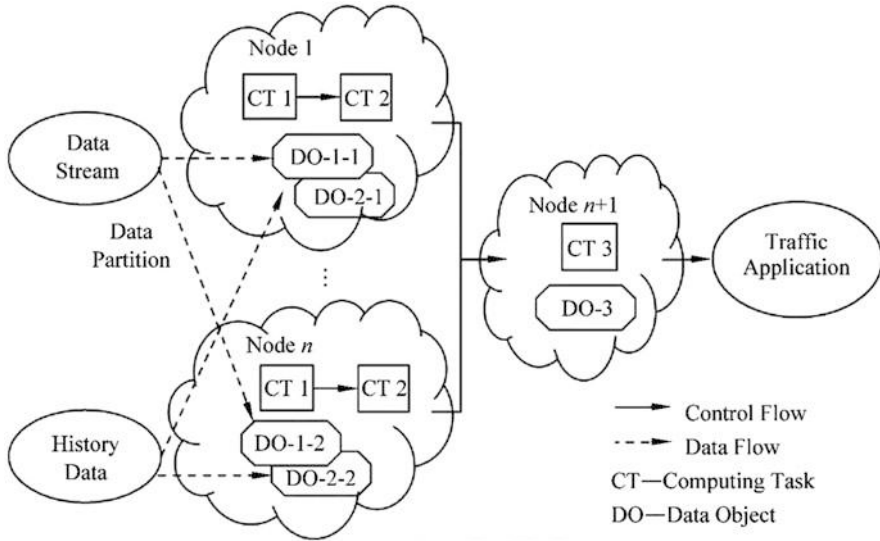 Node 1
CT 1
CT 2
Data
Stream
DO-1-1
DO-2-1
Data
Partition
Node n+1
CT 3
DO-3
Traffic
Application
⋮
Node n
CT 1
CT 2
History
Data
DO-1-2
DO-2-2
Control Flow
Data Flow
CT—Computing Task
DO—Data Object